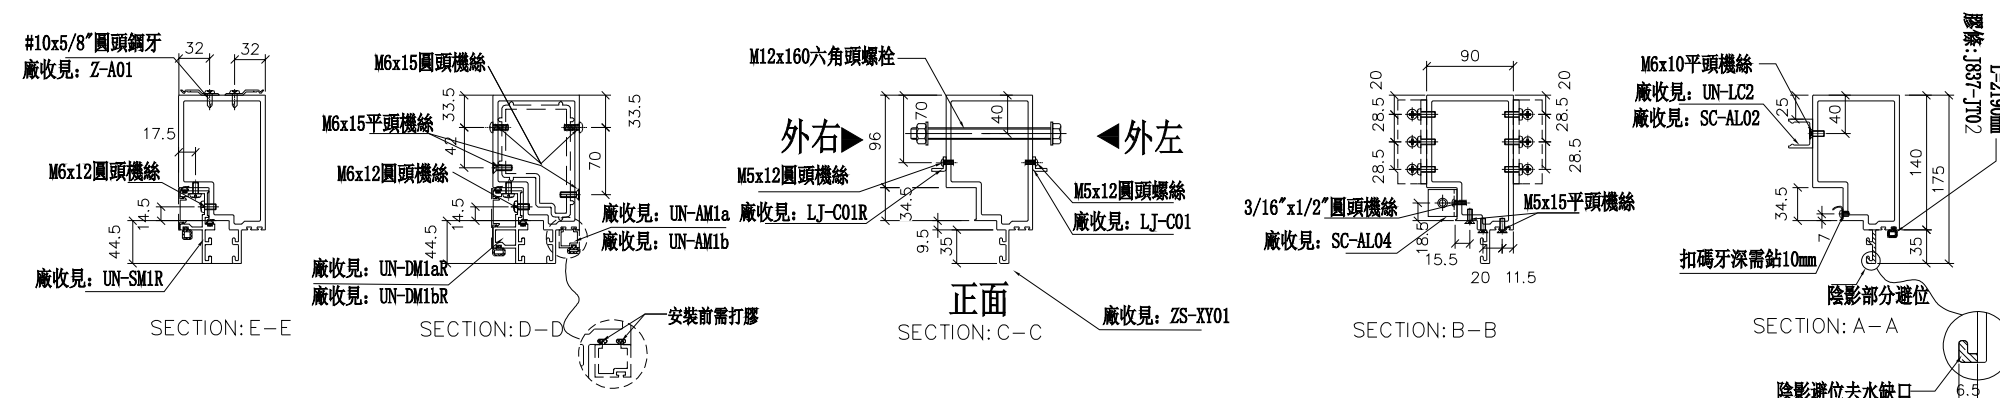 #10x5/8"圓頭鋼牙
廠收見: Z-A01
32
32
17.5
M6x12圓頭機絲
14.5
44.5
廠收見: UN-SM1R
SECTION: E-E
M6x15圓頭機絲
33.5
33.5
M6x15平頭機絲
42
70
M6x12圓頭機絲
14.5
44.5
廠收見: UN-AM1a
廠收見: UN-AM1b
廠收見: UN-DM1aR
廠收見: UN-DM1bR
安裝前需打膠
SECTION: D-D
M12x160六角頭螺栓
70
40
96
外右
外左
M5x12圓頭機絲
廠收見: LJ-C01R
M5x12圓頭螺絲
廠收見: LJ-C01
34.5
9.5
35
正面
廠收見: ZS-XY01
SECTION: C-C
90
20
20
28.5
28.5
28.5
28.5
3/16"x1/2"圓頭機絲
廠收見: SC-AL04
M5x15平頭機絲
18.5
15.5
20
11.5
SECTION: B-B
膠條: J837-JT02
L=2190mm
M6x10平頭機絲
廠收見: UN-LC2
廠收見: SC-AL02
25
40
140
175
34.5
7
35
扣碼牙深需鉆10mm
陰影部分避位
SECTION: A-A
陰影避位去水缺口
6.5